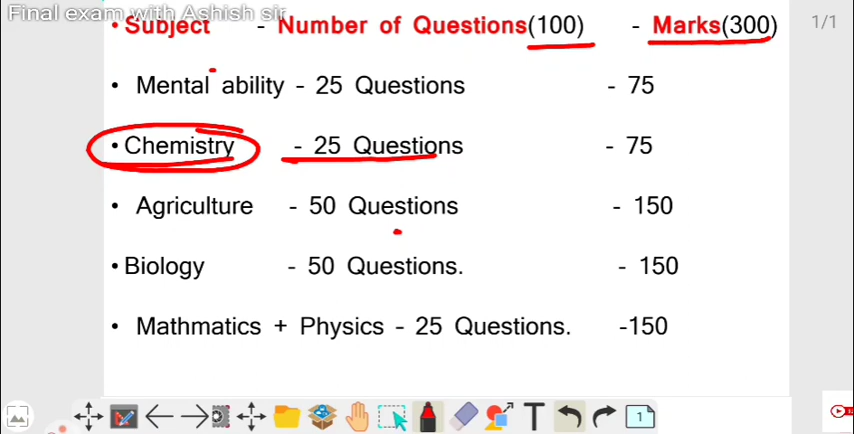 Final exam with Ashish sir
• Subject - Number of Questions(100) - Marks(300)
1/1
• Mental ability - 25 Questions - 75
• Chemistry - 25 Questions - 75
• Agriculture - 50 Questions - 150
• Biology - 50 Questions. - 150
• Mathmatics + Physics - 25 Questions. -150
T
1